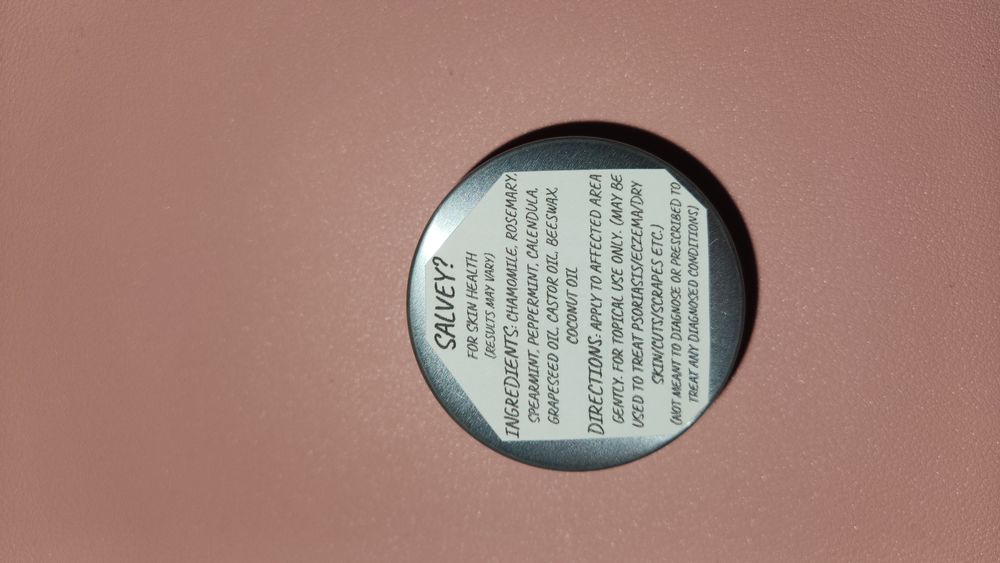 SALVEY?
FOR SKIN HEALTH
(RESULTS MAY VARY)
INGREDIENTS: CHAMOMILE, ROSEMARY,
SPEARMINT, PEPPERMINT, CALENDULA,
GRAPESEED OIL, CASTOR OIL, BEESWAX,
COCONUT OIL
DIRECTIONS: APPLY TO AFFECTED AREA
GENTLY. FOR TOPICAL USE ONLY. (MAY BE
USED TO TREAT PSORIASIS/ECZEMA/DRY
SKIN/CUTS/SCRAPES ETC.)
(NOT MEANT TO DIAGNOSE OR PRESCRIBED TO
TREAT ANY DIAGNOSED CONDITIONS)